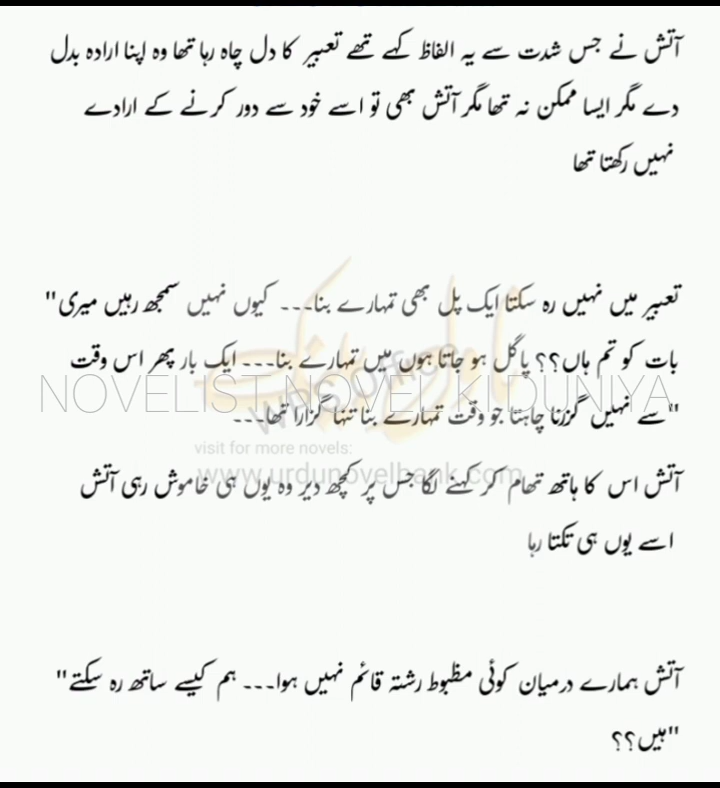 آتش نے جس شدت سے یہ الفاظ کہے تھے تعبیر کا دل چاہ رہا تھا وہ اپنا ارادہ بدل
دے مگر ایسا ممکن نہ تھا مگر آتش بھی تو اسے خود سے دور کرنے کے ارادے
نہیں رکھتا تھا
تعبیر میں نہیں رہ سکتا ایک پل بھی تمہارے بنا۔۔۔ کیوں نہیں سمجھ رہیں میری"
بات کو تم ہاں؟؟ پاگل ہو جاتا ہوں میں تمہارے بنا۔۔۔ ایک بار پھر اس وقت
NOVELIST NOVEL KI DUNIYA
"سے نہیں گزرنا چاہتا جو وقت تمہارے بنا تنہا گزارا تھا۔۔۔
visit for more novels:
www.urdunovelbank.com
آتش اس کا ہاتھ تھام کر کہنے لگا جس پر کچھ دیر وہ یوں ہی خاموش رہی آتش
اسے یوں ہی تکتا رہا
آتش ہمارے درمیان کوئی مظبوط رشتہ قائم نہیں ہوا۔۔۔ ہم کیسے ساتھ رہ سکتے"
"ہیں؟؟